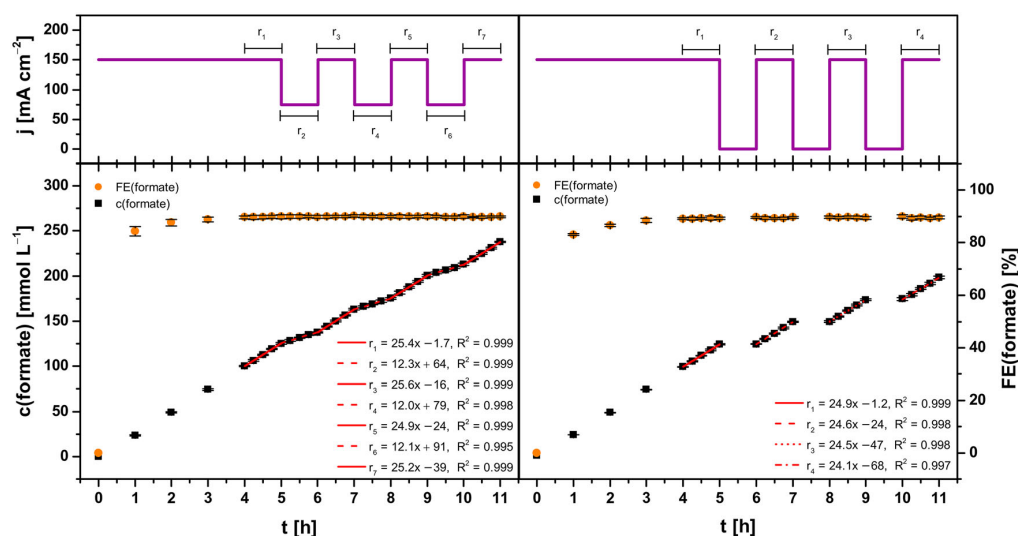 j [mA cm⁻²]
200
150
100
50
0
r₁
r₃
r₅
r₇
r₂
r₄
r₆
r₁
r₂
r₃
r₄
c(formate) [mmol L⁻¹]
300
250
200
150
100
50
0
FE(formate)
c(formate)
r₁ = 25.4x − 1.7, R² = 0.999
r₂ = 12.3x + 64, R² = 0.999
r₃ = 25.6x − 16, R² = 0.999
r₄ = 12.0x + 79, R² = 0.998
r₅ = 24.9x − 24, R² = 0.999
r₆ = 12.1x + 91, R² = 0.995
r₇ = 25.2x − 39, R² = 0.999
0 1 2 3 4 5 6 7 8 9 10 11
t [h]
FE(formate)
c(formate)
r₁ = 24.9x − 1.2, R² = 0.999
r₂ = 24.6x − 24, R² = 0.998
r₃ = 24.5x − 47, R² = 0.998
r₄ = 24.1x − 68, R² = 0.997
0 1 2 3 4 5 6 7 8 9 10 11
t [h]
100
80
60
40
20
0
FE(formate) [%]